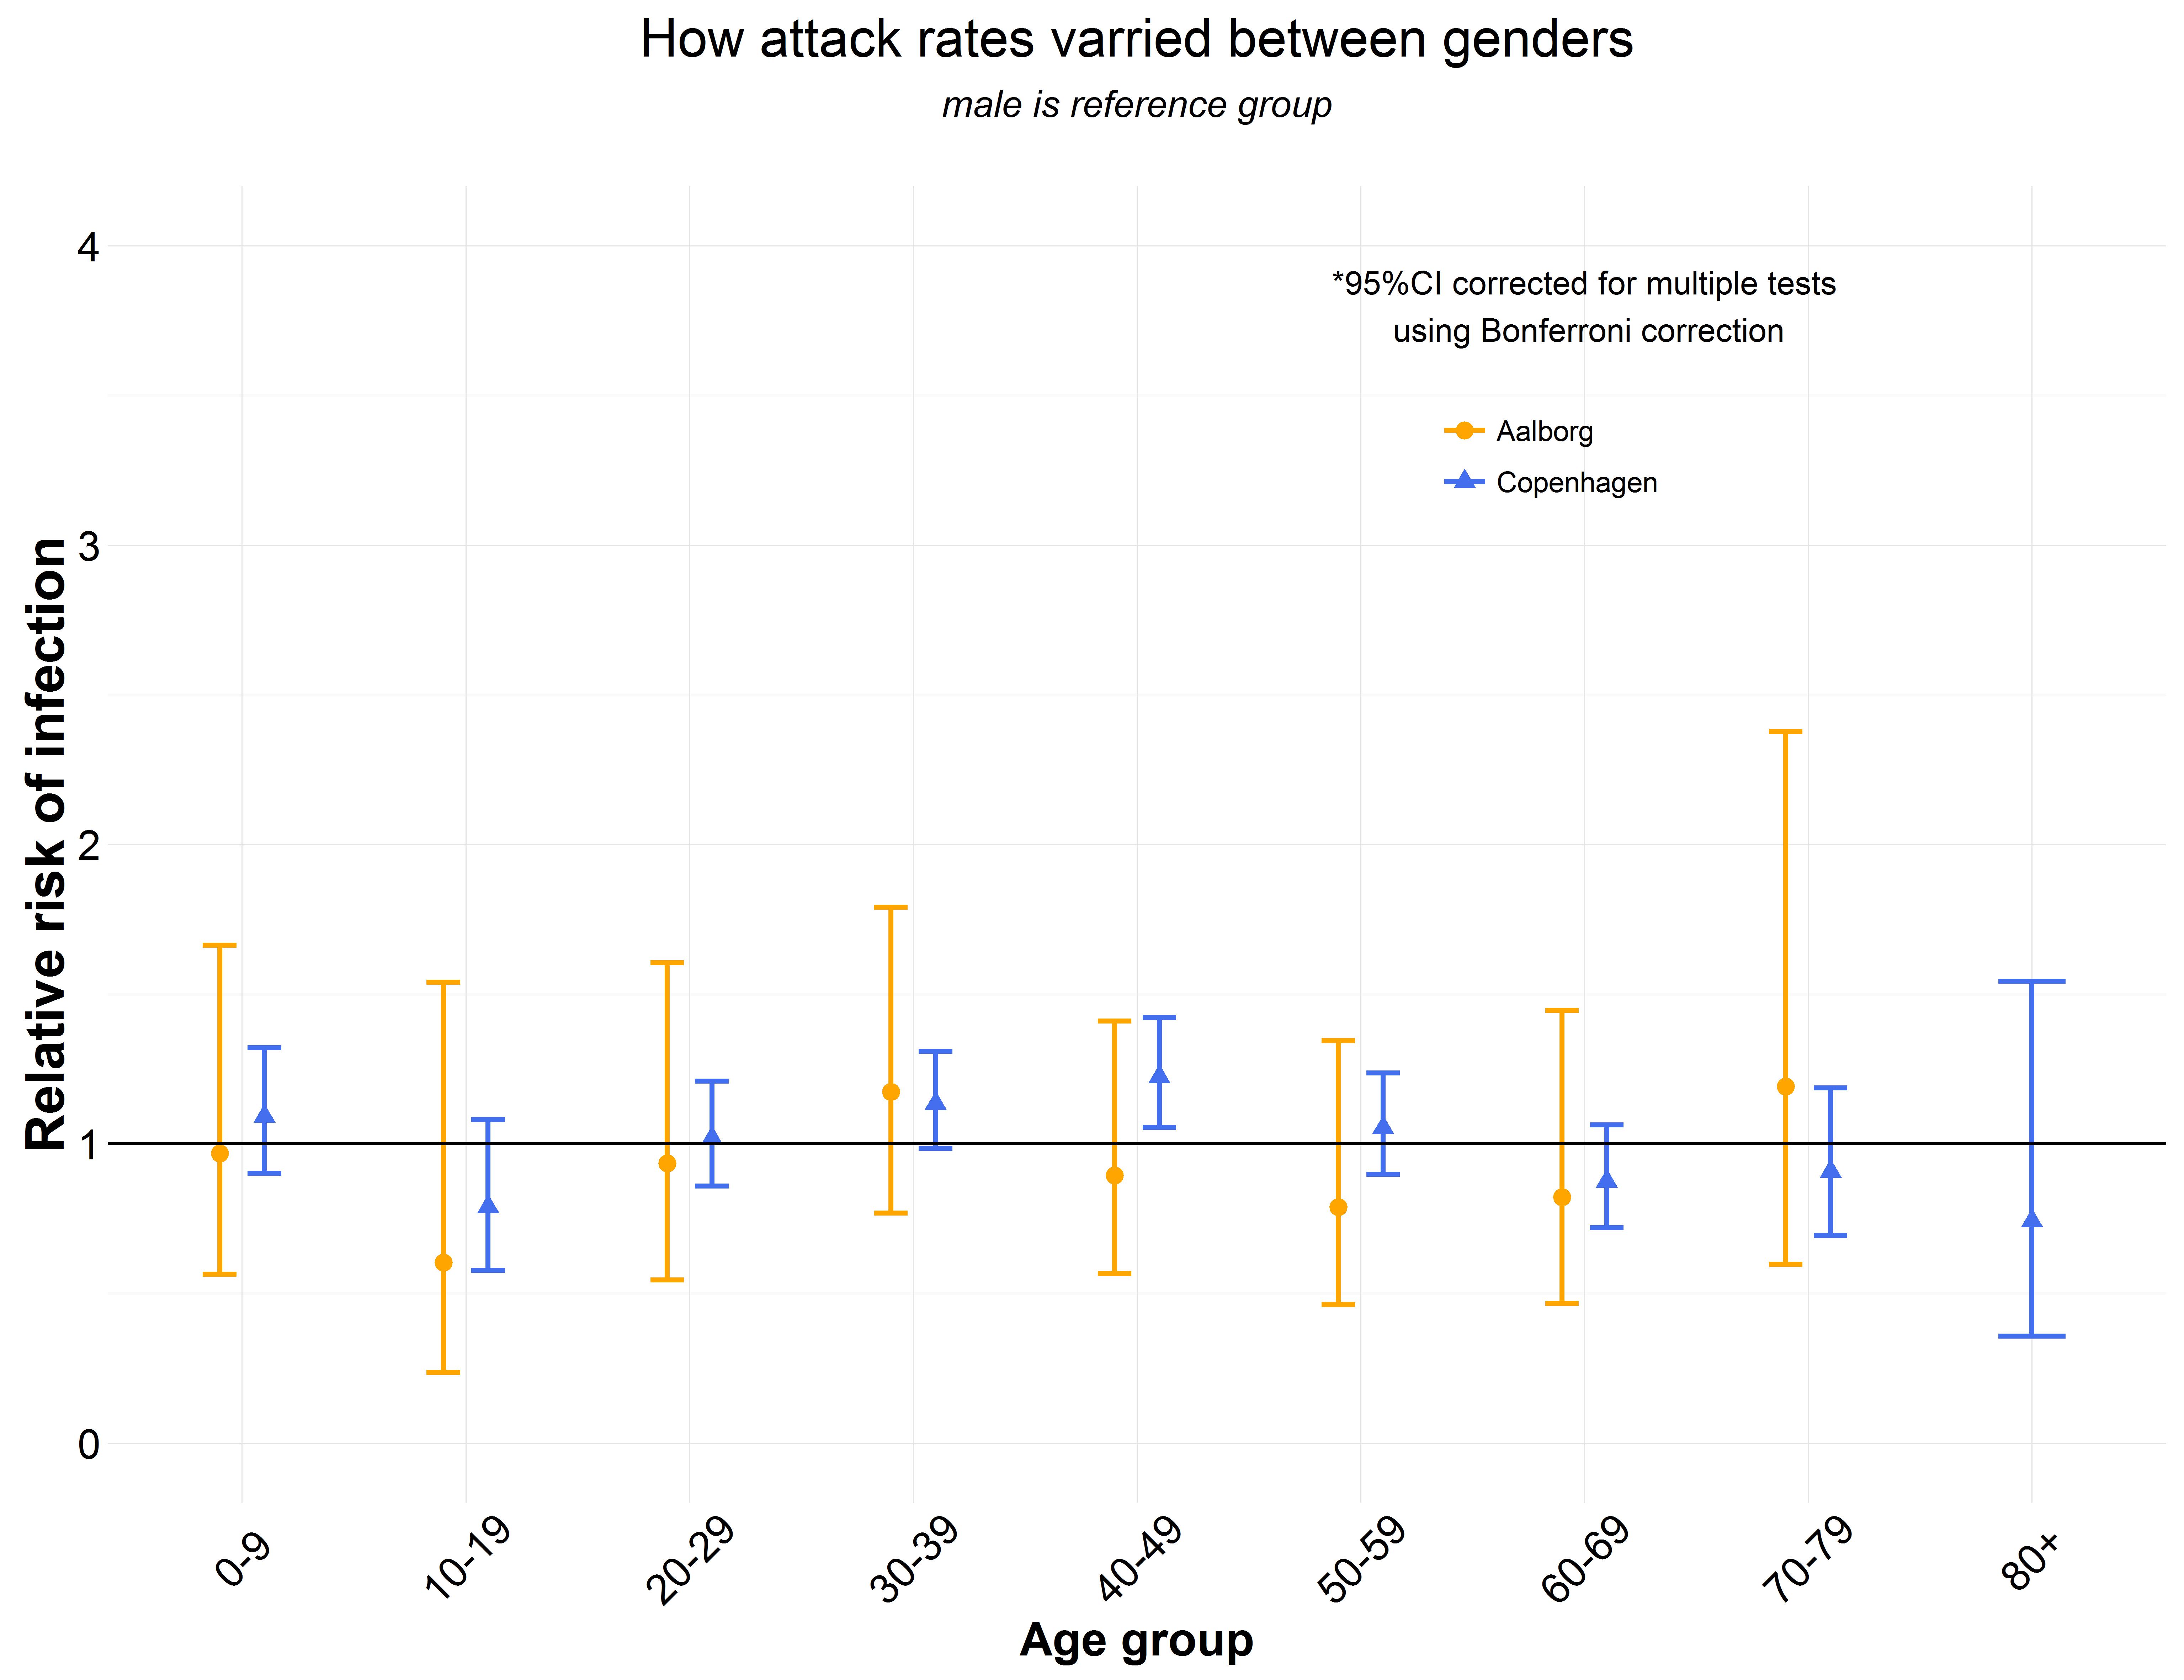 How attack rates varried between genders
male is reference group
4
*95%CI corrected for multiple tests
using Bonferroni correction
Aalborg
Copenhagen
3
Relative risk of infection
2
1
0
0-9
10-19
20-29
30-39
40-49
50-59
60-69
70-79
80+
Age group